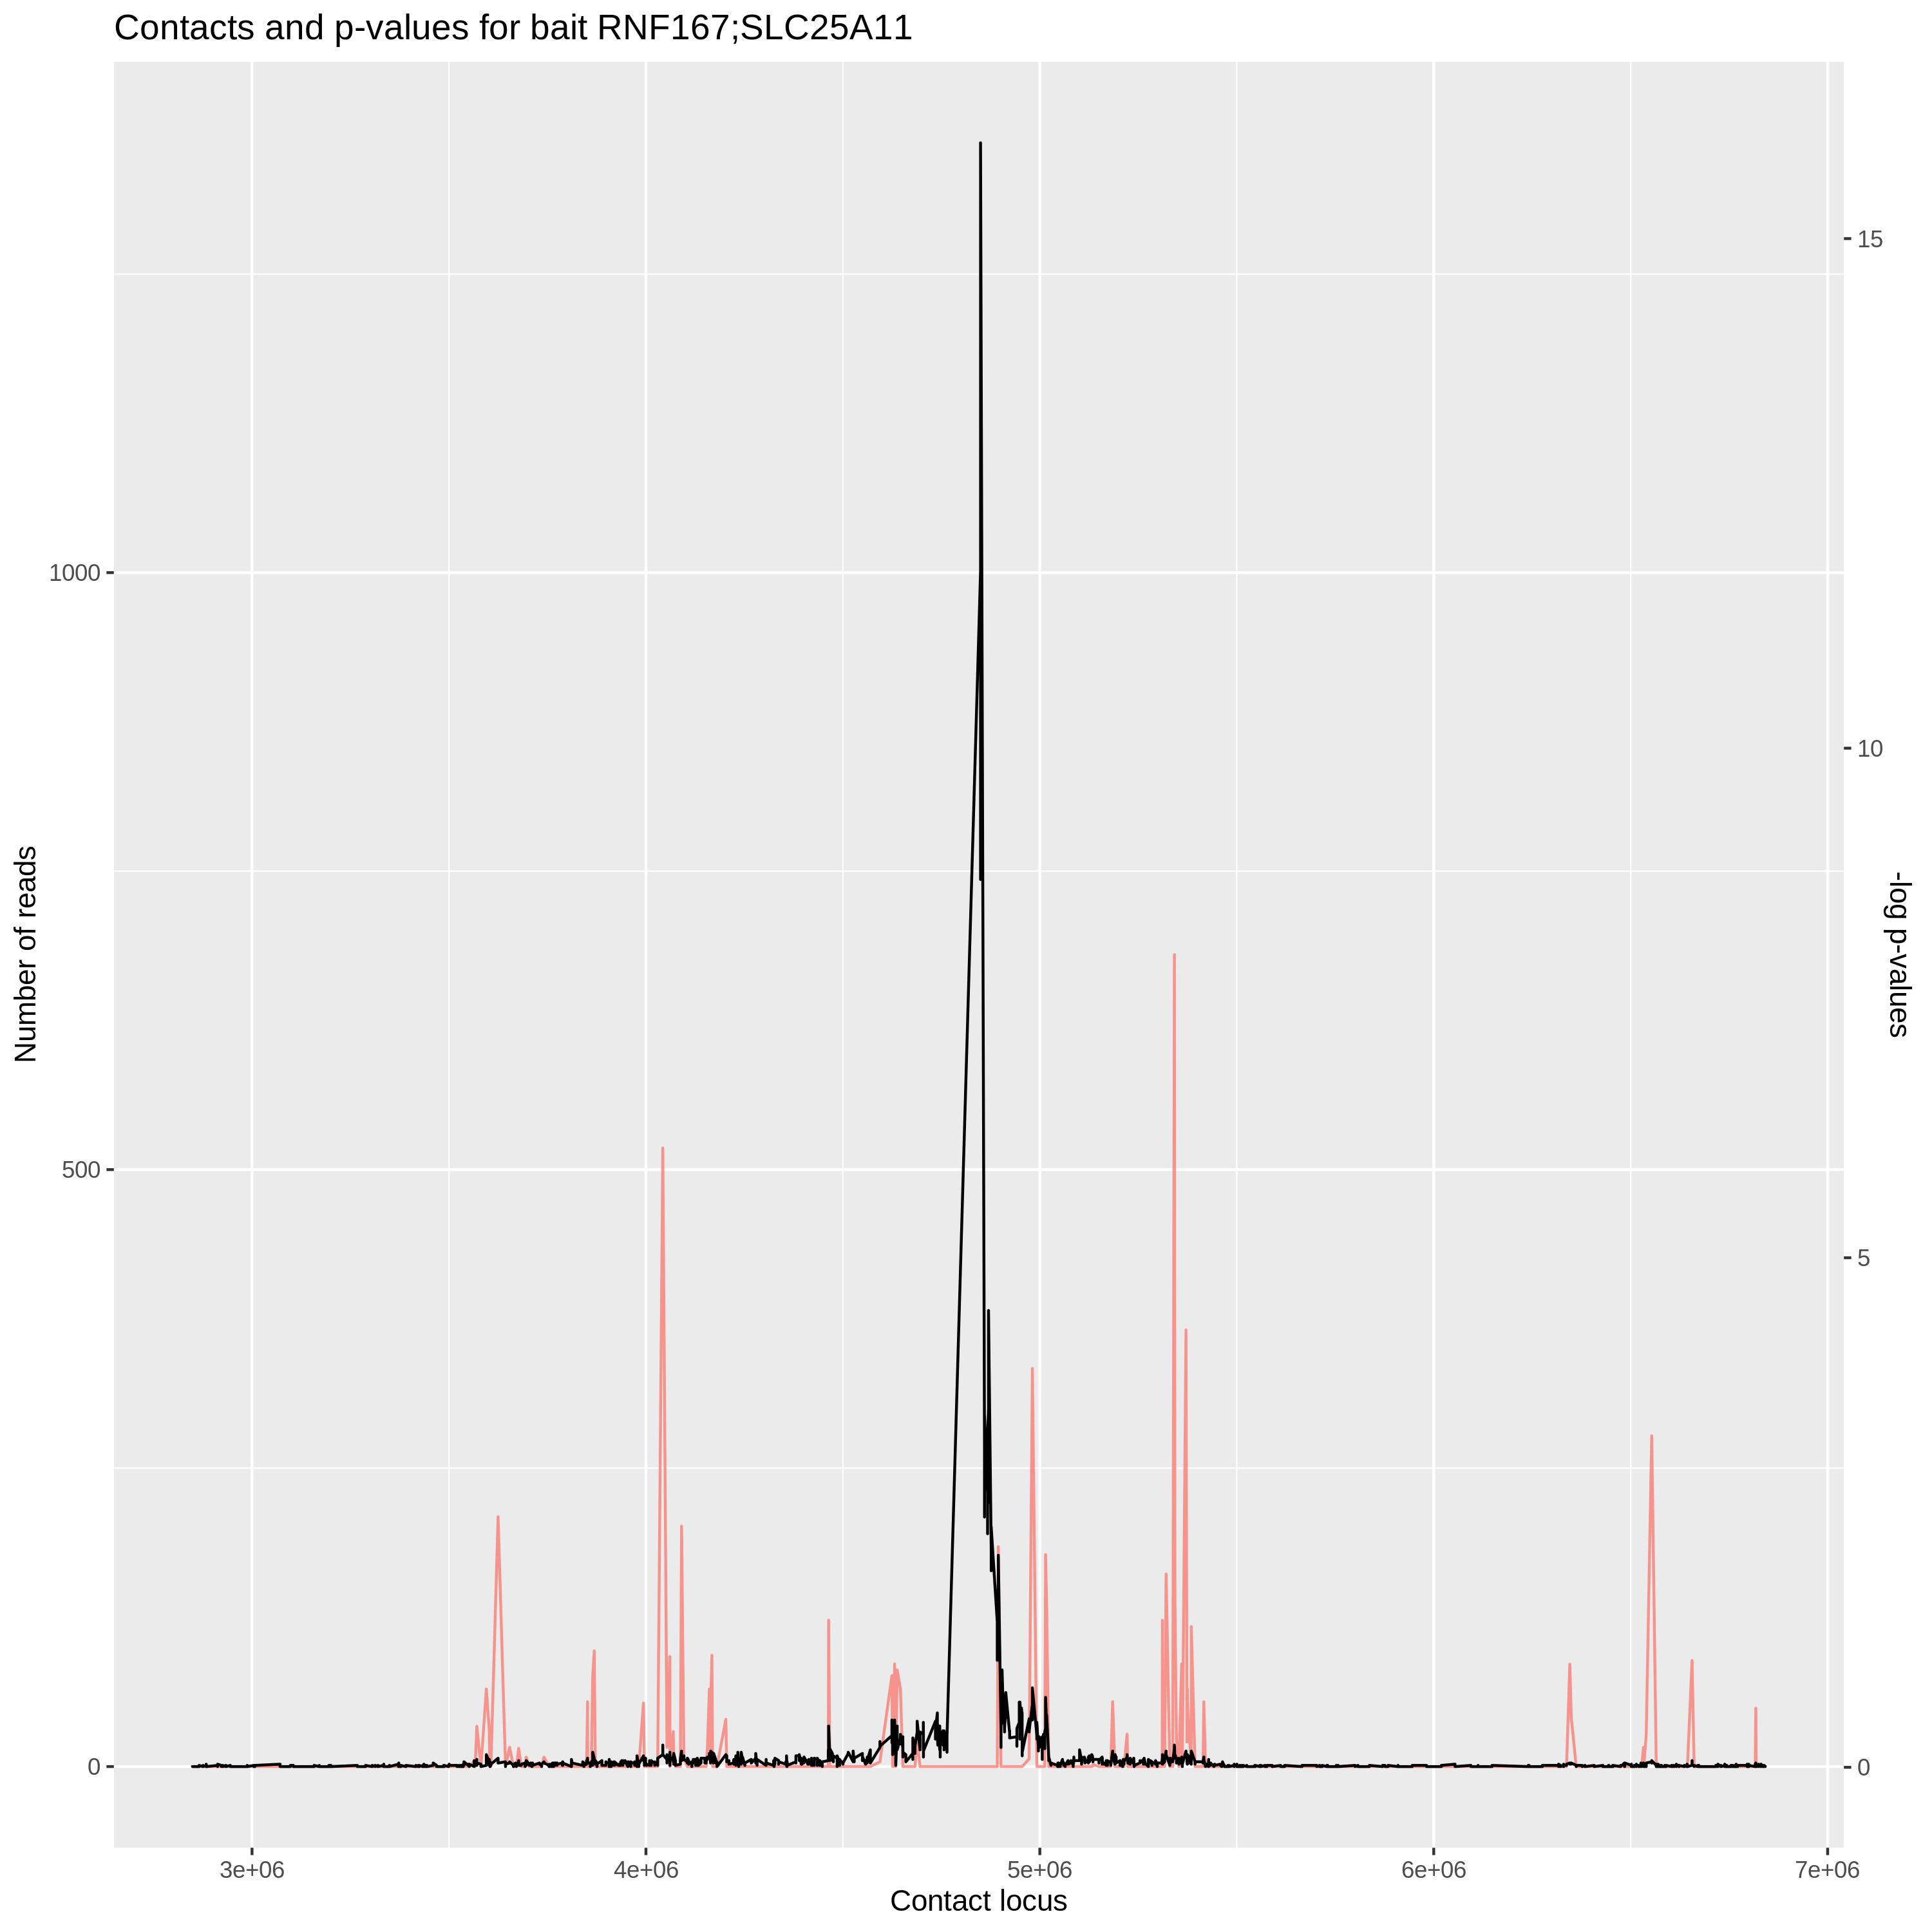 Contacts and p-values for bait RNF167;SLC25A11
Number of reads
1000
500
0
15
10
5
0
-log p-values
3e+06
4e+06
5e+06
6e+06
7e+06
Contact locus